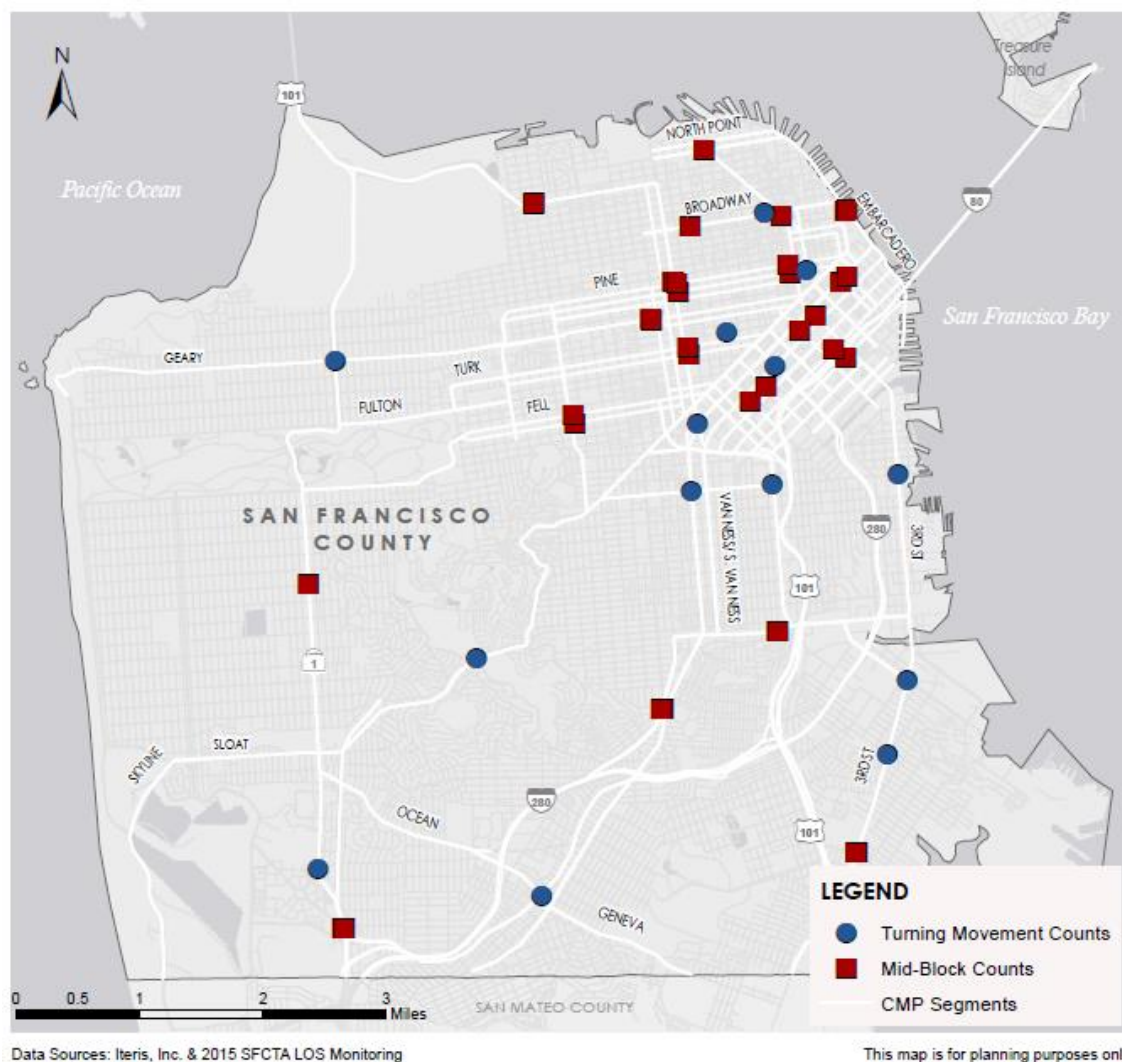 Treasure
Island
N
101
NORTH POINT
Pacific Ocean
80
BROADWAY
EMBARCADERO
PINE
San Francisco Bay
GEARY
TURK
FULTON
FELL
SAN FRANCISCO
COUNTY
VAN NESS/ S. VAN NESS
280
3RD ST
101
1
SLOAT
SKYLINE
3RD ST
280
OCEAN
101
GENEVA
LEGEND
Turning Movement Counts
Mid-Block Counts
CMP Segments
0 0.5 1 2 3
Miles
SAN MATEO COUNTY
Data Sources: Iteris, Inc. & 2015 SFCTA LOS Monitoring
This map is for planning purposes onl